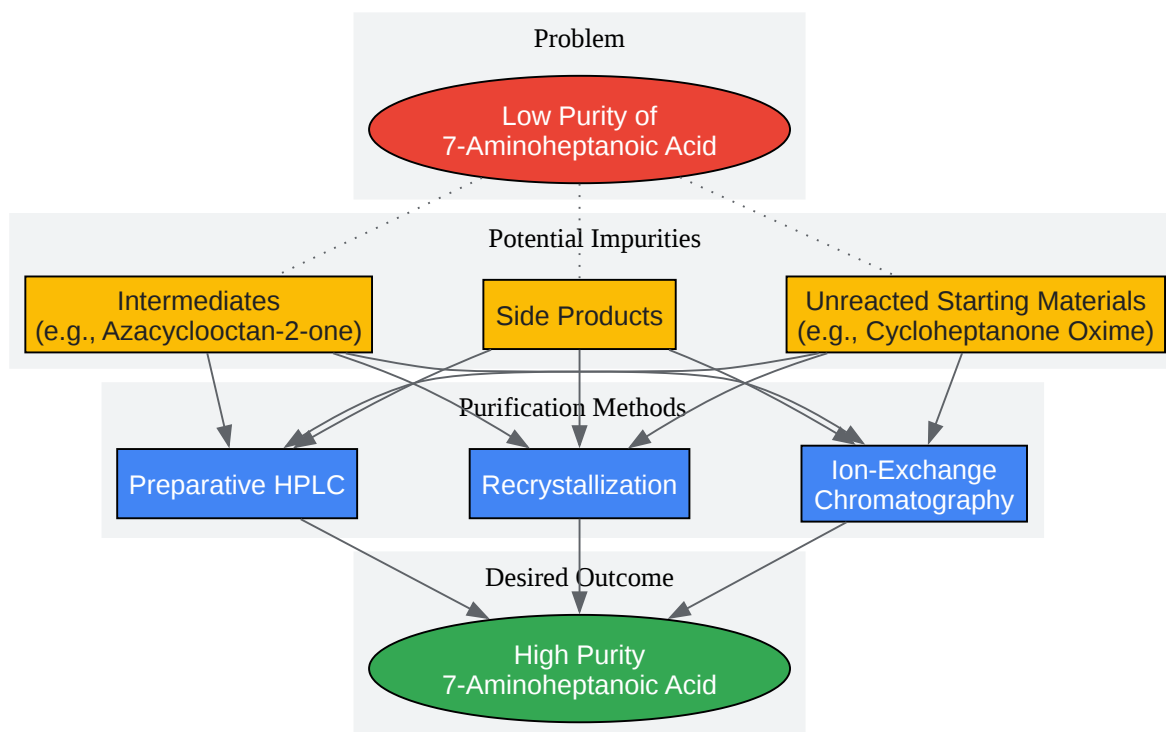 Problem
Low Purity of
7-Aminoheptanoic Acid
Potential Impurities
Intermediates
(e.g., Azacyclooctan-2-one)
Side Products
Unreacted Starting Materials
(e.g., Cycloheptanone Oxime)
Purification Methods
Preparative HPLC
Recrystallization
Ion-Exchange
Chromatography
Desired Outcome
High Purity
7-Aminoheptanoic Acid